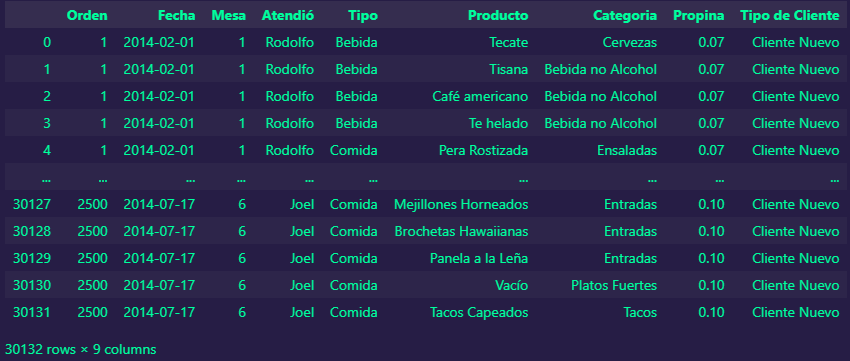 Orden Fecha Mesa Atendió Tipo Producto Categoria Propina Tipo de Cliente
0 1 2014-02-01 1 Rodolfo Bebida Tecate Cervezas 0.07 Cliente Nuevo
1 1 2014-02-01 1 Rodolfo Bebida Tisana Bebida no Alcohol 0.07 Cliente Nuevo
2 1 2014-02-01 1 Rodolfo Bebida Café americano Bebida no Alcohol 0.07 Cliente Nuevo
3 1 2014-02-01 1 Rodolfo Bebida Te helado Bebida no Alcohol 0.07 Cliente Nuevo
4 1 2014-02-01 1 Rodolfo Comida Pera Rostizada Ensaladas 0.07 Cliente Nuevo
... ... ... ... ... ... ... ... ... ...
30127 2500 2014-07-17 6 Joel Comida Mejillones Horneados Entradas 0.10 Cliente Nuevo
30128 2500 2014-07-17 6 Joel Comida Brochetas Hawaiianas Entradas 0.10 Cliente Nuevo
30129 2500 2014-07-17 6 Joel Comida Panela a la Leña Entradas 0.10 Cliente Nuevo
30130 2500 2014-07-17 6 Joel Comida Vacío Platos Fuertes 0.10 Cliente Nuevo
30131 2500 2014-07-17 6 Joel Comida Tacos Capeados Tacos 0.10 Cliente Nuevo
30132 rows × 9 columns